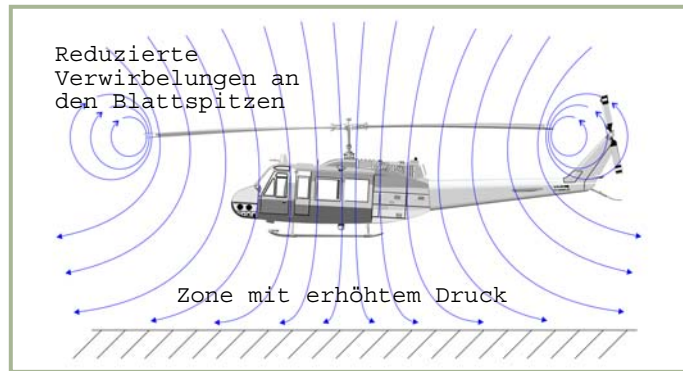 Reduzierte
Verwirbelungen an
den Blattspitzen
Zone mit erhöhtem Druck